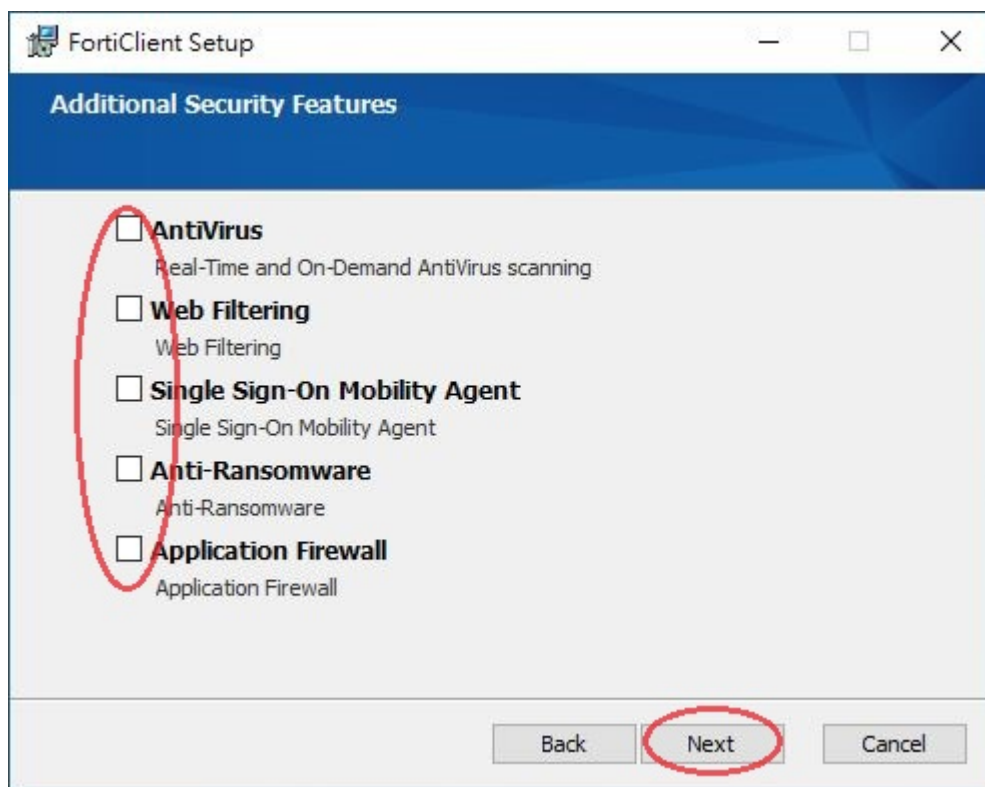 FortiClient Setup
Additional Security Features
AntiVirus
Real-Time and On-Demand AntiVirus scanning
Web Filtering
Web Filtering
Single Sign-On Mobility Agent
Single Sign-On Mobility Agent
Anti-Ransomware
Anti-Ransomware
Application Firewall
Application Firewall
Back Next Cancel